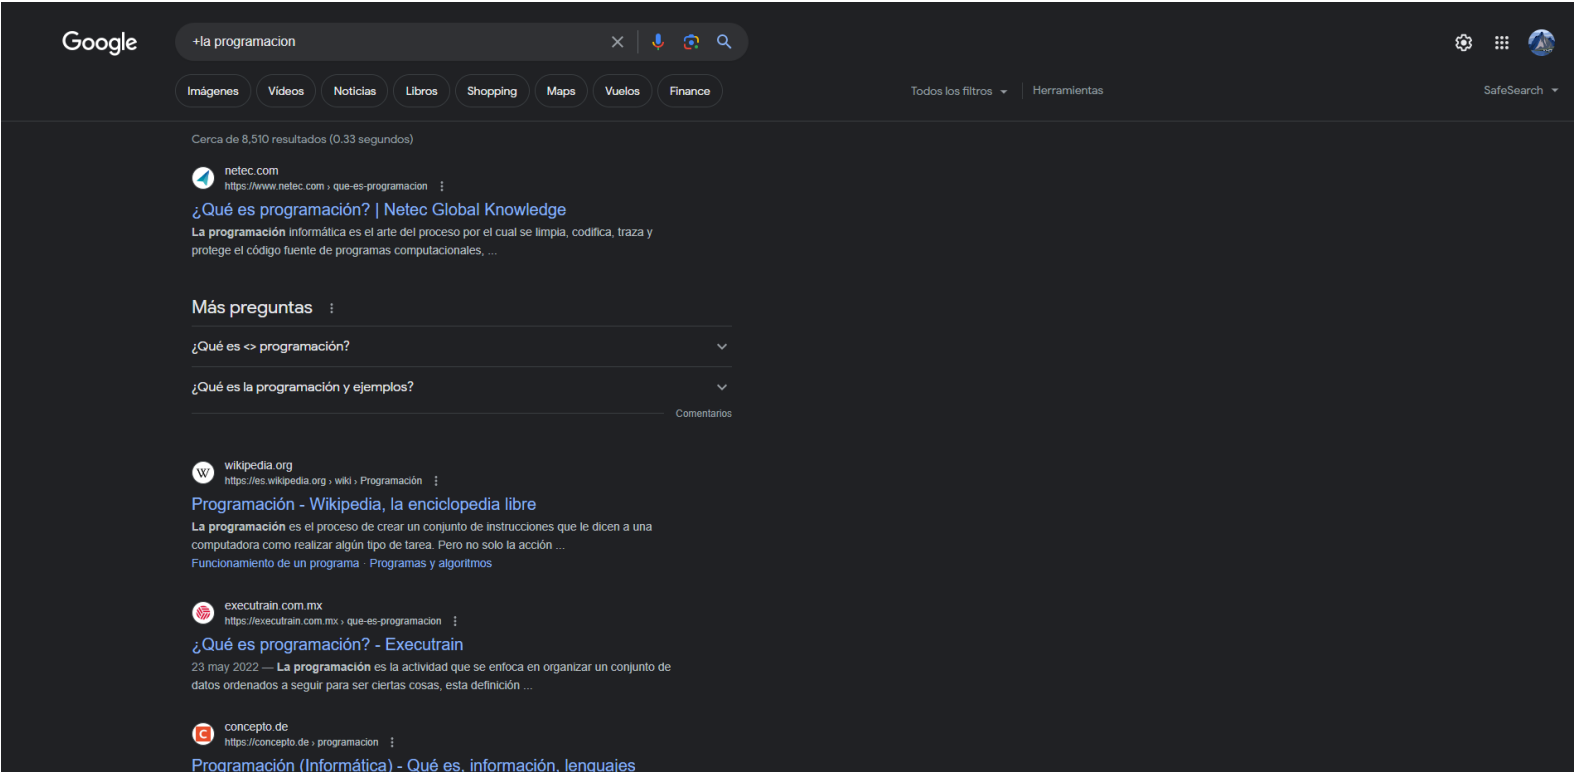 Google
+la programacion
Imágenes
Vídeos
Noticias
Libros
Shopping
Maps
Vuelos
Finance
Todos los filtros
Herramientas
SafeSearch
Cerca de 8,510 resultados (0.33 segundos)
netec.com
https://www.netec.com › que-es-programacion
¿Qué es programación? | Netec Global Knowledge
La programación informática es el arte del proceso por el cual se limpia, codifica, traza y
protege el código fuente de programas computacionales, ...
Más preguntas
¿Qué es <> programación?
¿Qué es la programación y ejemplos?
Comentarios
W
wikipedia.org
https://es.wikipedia.org › wiki › Programación
Programación - Wikipedia, la enciclopedia libre
La programación es el proceso de crear un conjunto de instrucciones que le dicen a una
computadora como realizar algún tipo de tarea. Pero no solo la acción ...
Funcionamiento de un programa · Programas y algoritmos
executrain.com.mx
https://executrain.com.mx › que-es-programacion
¿Qué es programación? - Executrain
23 may 2022 — La programación es la actividad que se enfoca en organizar un conjunto de
datos ordenados a seguir para ser ciertas cosas, esta definición ...
C
concepto.de
https://concepto.de › programacion
Programación (Informática) - Qué es, información, lenguajes